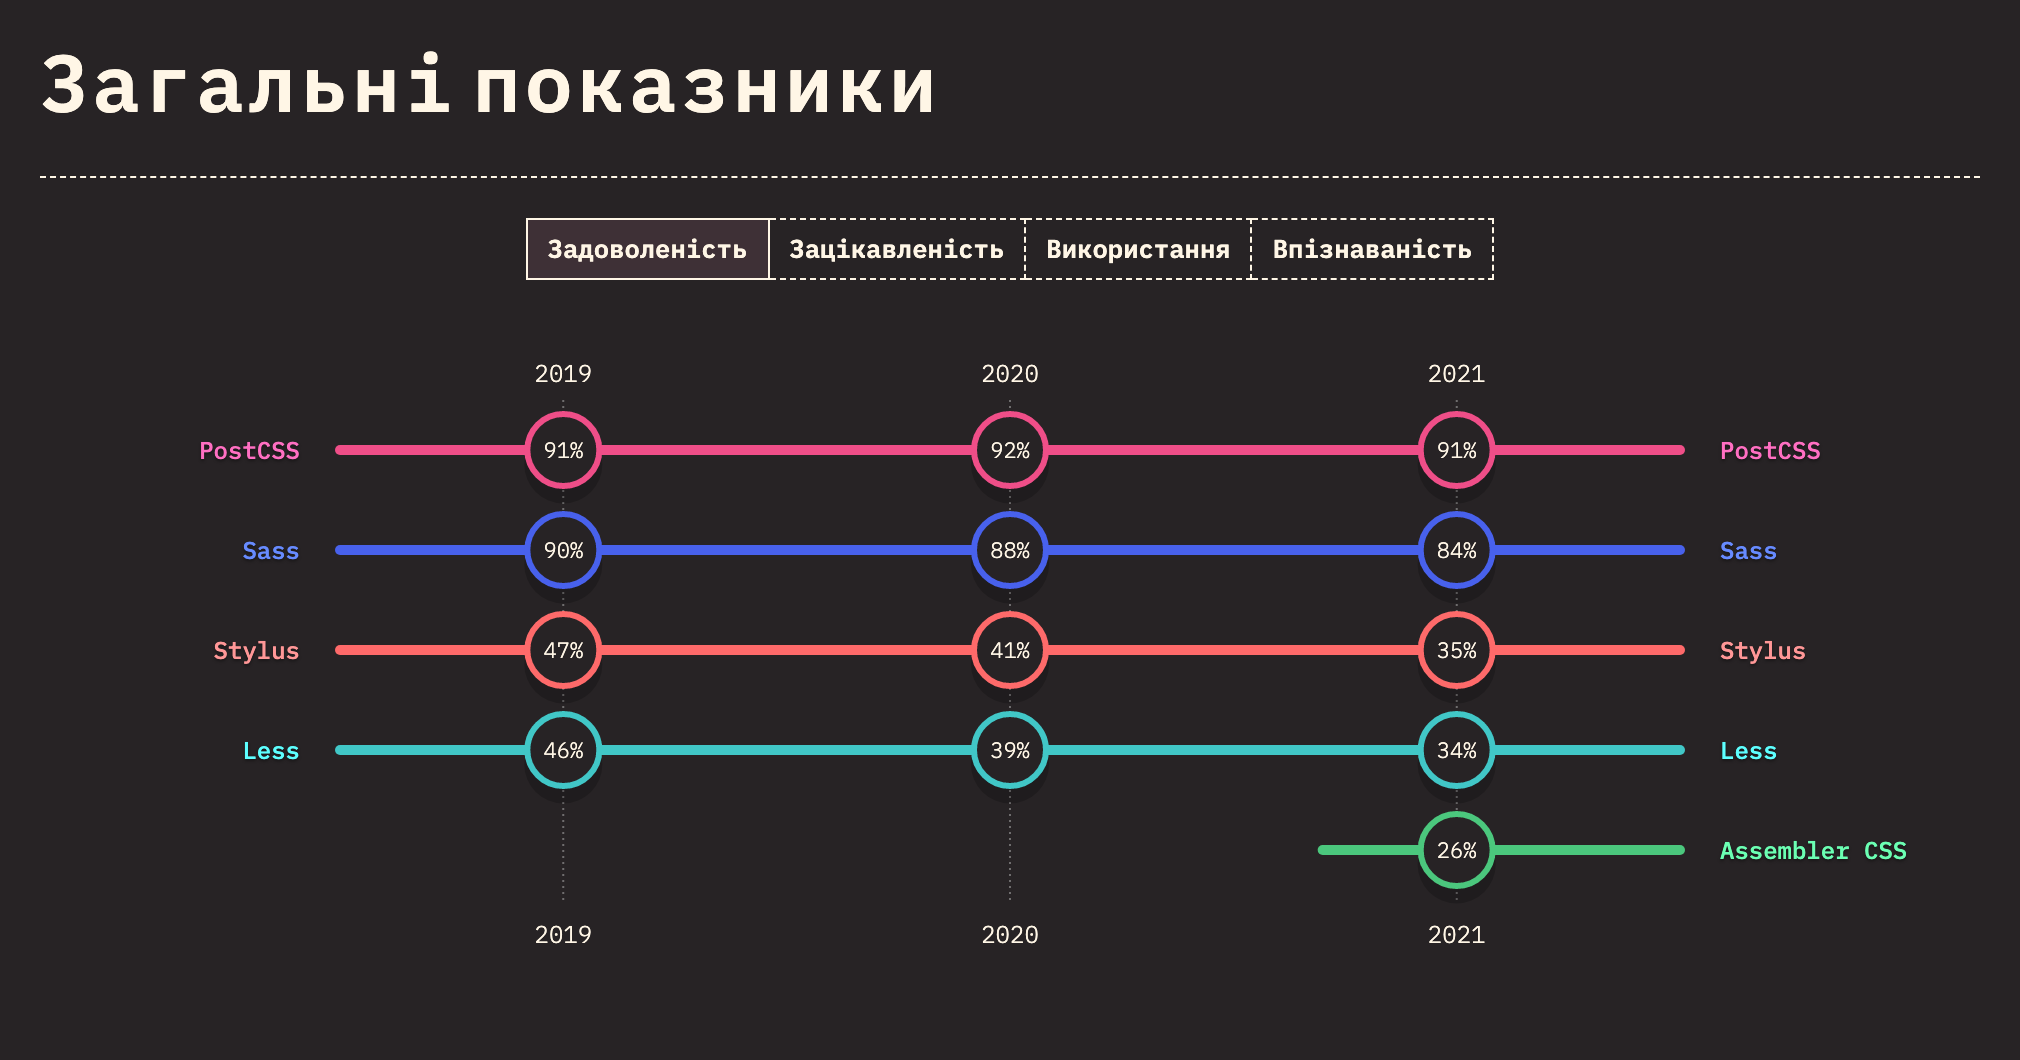 Загальні показники
Задоволеність Зацікавленість Використання Впізнаваність
2019 2020 2021
PostCSS 91% 92% 91% PostCSS
Sass 90% 88% 84% Sass
Stylus 47% 41% 35% Stylus
Less 46% 39% 34% Less
26% Assembler CSS
2019 2020 2021